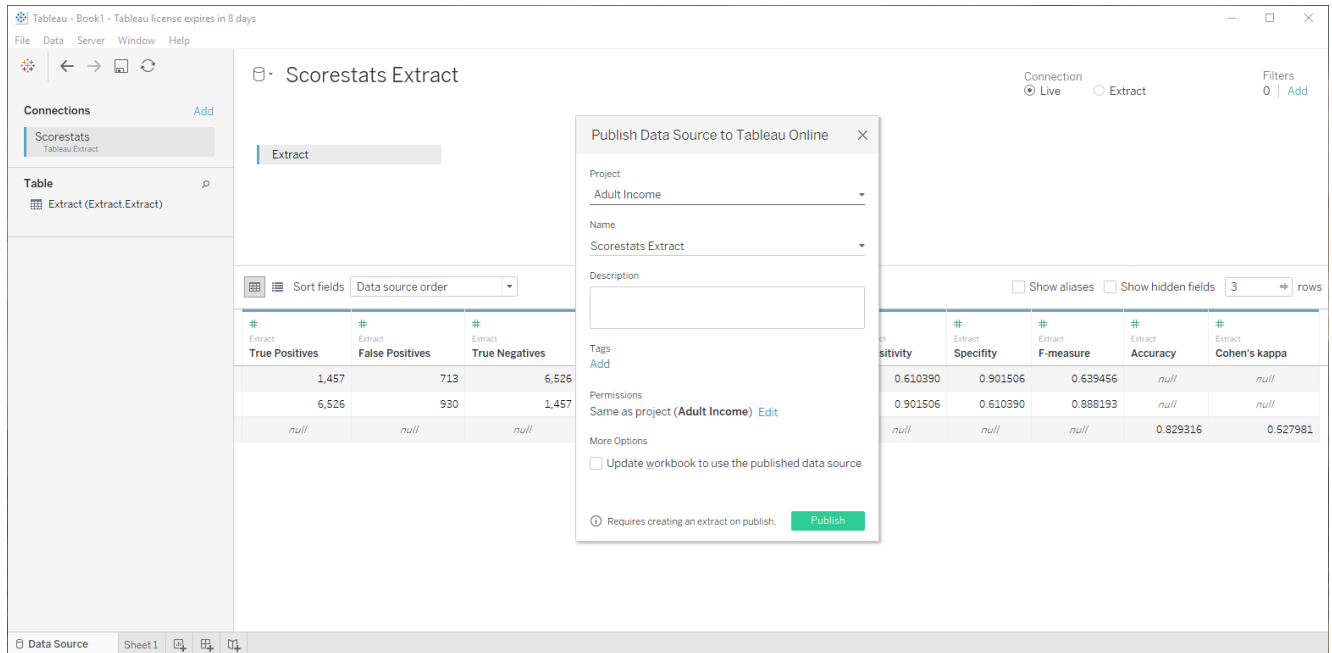 Tableau - Book1 - Tableau license expires in 8 days
File Data Server Window Help
Scorestats Extract
Connection
Live Extract
Filters
0 Add
Connections Add
Scorestats
Tableau Extract
Extract
Table
Extract (Extract.Extract)
Publish Data Source to Tableau Online
Project
Adult Income
Name
Scorestats Extract
Description
Tags
Add
Permissions
Same as project (Adult Income) Edit
More Options
Update workbook to use the published data source
Requires creating an extract on publish. Publish
Sort fields Data source order Show aliases Show hidden fields 3 rows
# # # # # # #
Extract Extract Extract ct Extract Extract Extract Extract
True Positives False Positives True Negatives sitivity Specifity F-measure Accuracy Cohen's kappa
1,457 713 6,526 0.610390 0.901506 0.639456 null null
6,526 930 1,457 0.901506 0.610390 0.888193 null null
null null null null null null 0.829316 0.527981
Data Source Sheet 1